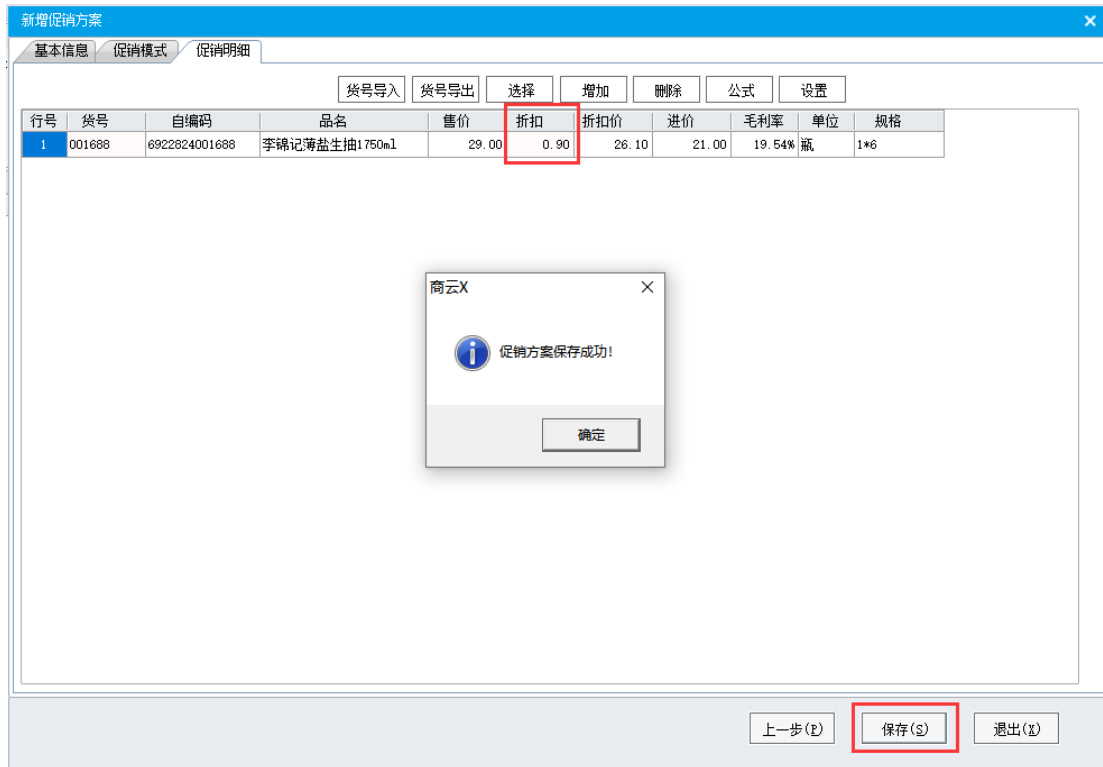 新增促销方案
基本信息 促销模式 促销明细
货号导入 货号导出 选择 增加 删除 公式 设置
行号 货号 自编码 品名 售价 折扣 折扣价 进价 毛利率 单位 规格
1 001688 6922824001688 李锦记薄盐生抽1750ml 29.00 0.90 26.10 21.00 19.54% 瓶 1*6
商云X
促销方案保存成功!
确定
上一步(P) 保存(S) 退出(X)